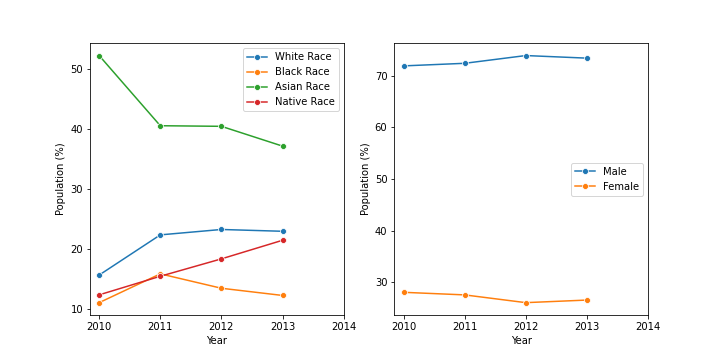 White Race
Black Race
Asian Race
Native Race
Population (%)
50
40
30
20
10
2010 2011 2012 2013 2014
Year
Male
Female
Population (%)
70
60
50
40
30
2010 2011 2012 2013 2014
Year